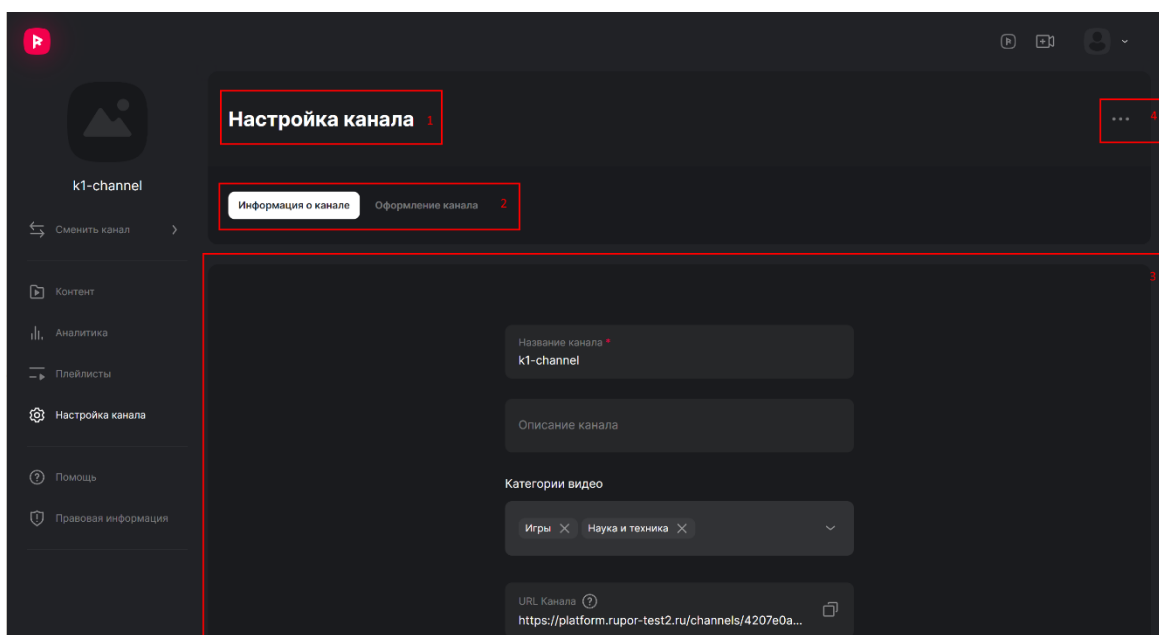 Настройка канала 1
4
k1-channel
Информация о канале Оформление канала 2
Сменить канал
3
Контент
Аналитика
Плейлисты
Настройка канала
Помощь
Правовая информация
Название канала *
k1-channel
Описание канала
Категории видео
Игры Наука и техника
URL Канала
https://platform.rupor-test2.ru/channels/4207e0a...